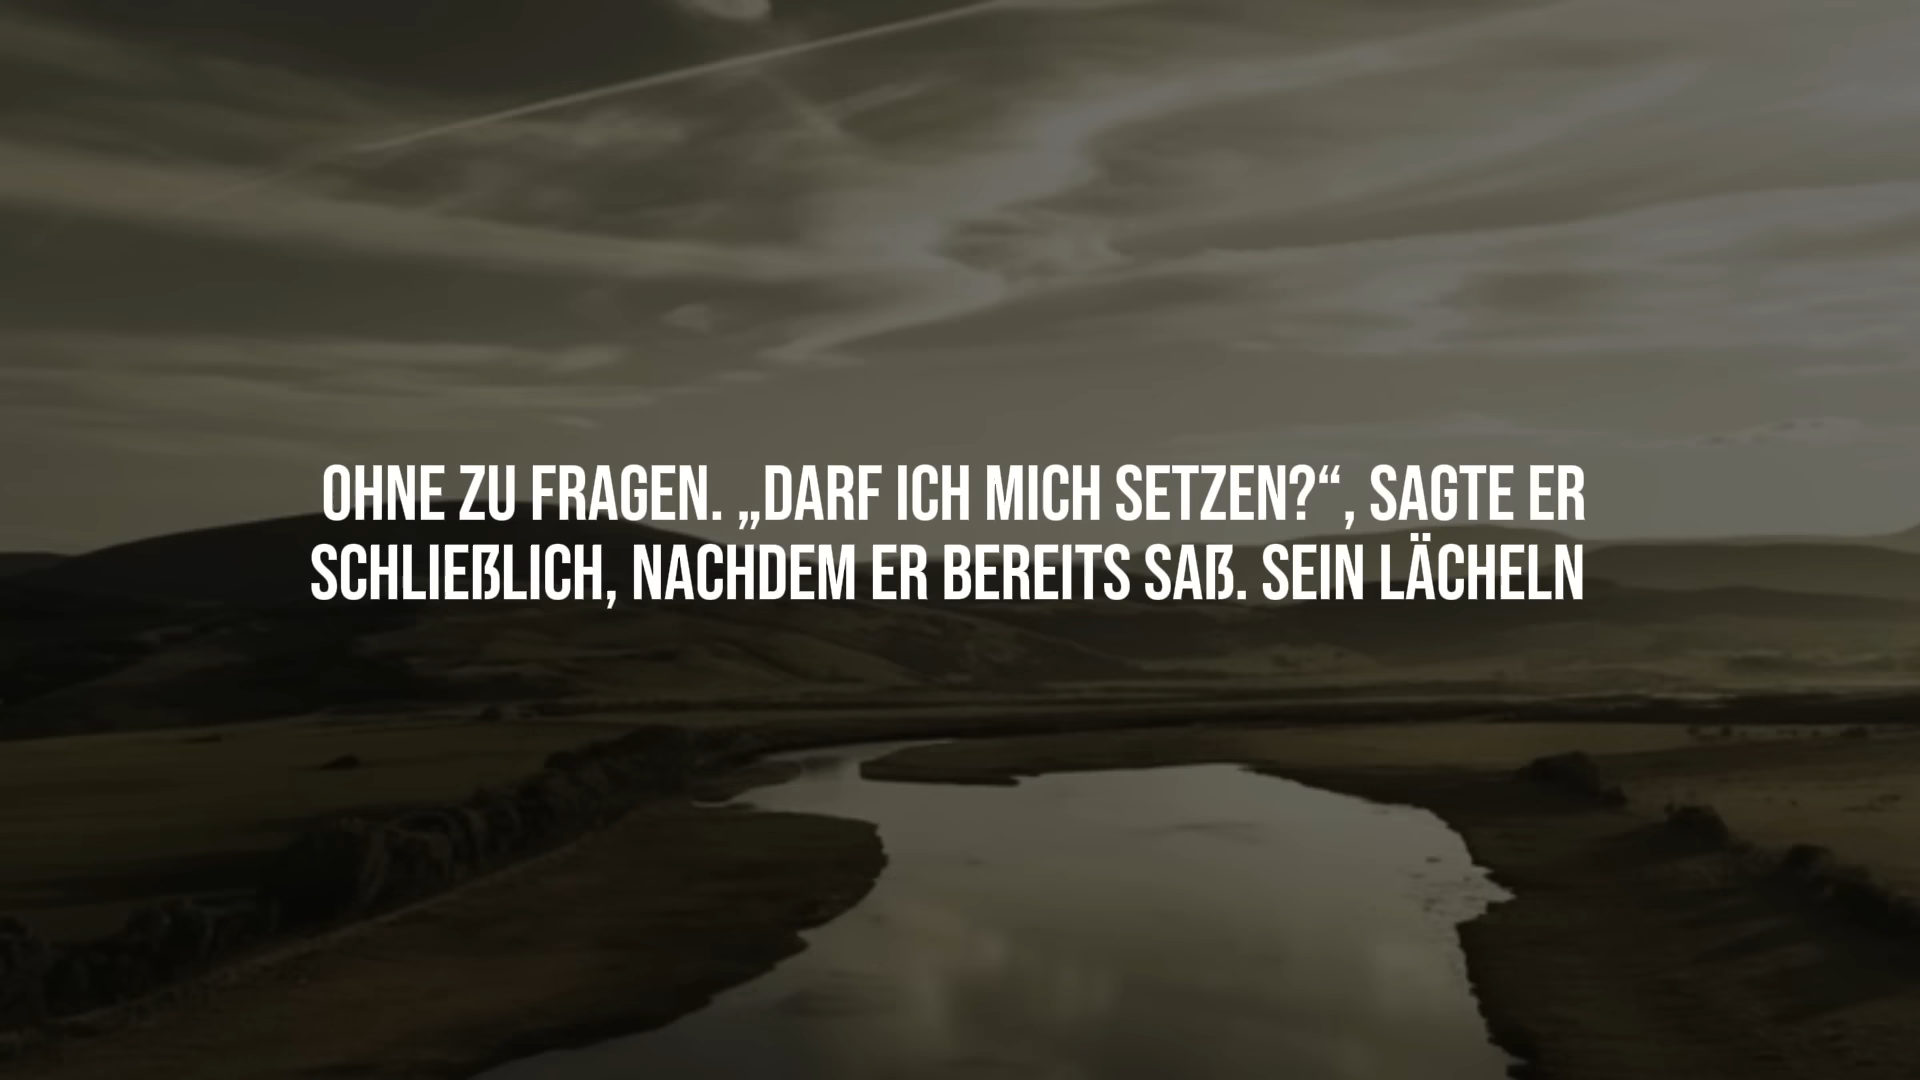 OHNE ZU FRAGEN. „DARF ICH MICH SETZEN?“, SAGTE ER
SCHLIEßLICH, NACHDEM ER BEREITS SAß. SEIN LÄCHELN